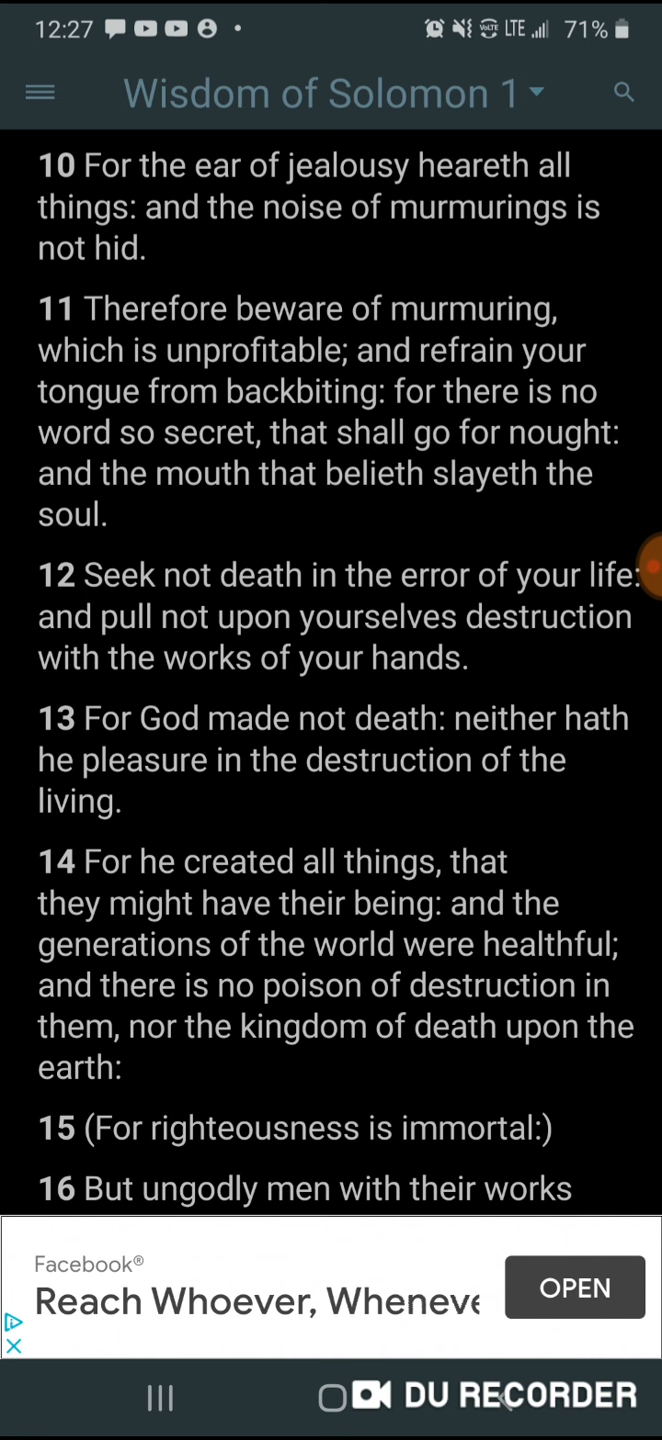 12:27 LTE 71%
Wisdom of Solomon 1
10 For the ear of jealousy heareth all
things: and the noise of murmurings is
not hid.
11 Therefore beware of murmuring,
which is unprofitable; and refrain your
tongue from backbiting: for there is no
word so secret, that shall go for nought:
and the mouth that belieth slayeth the
soul.
12 Seek not death in the error of your life:
and pull not upon yourselves destruction
with the works of your hands.
13 For God made not death: neither hath
he pleasure in the destruction of the
living.
14 For he created all things, that
they might have their being: and the
generations of the world were healthful;
and there is no poison of destruction in
them, nor the kingdom of death upon the
earth:
15 (For righteousness is immortal:)
16 But ungodly men with their works
Facebook®
Reach Whoever, Wheneve
OPEN
DU RECORDER